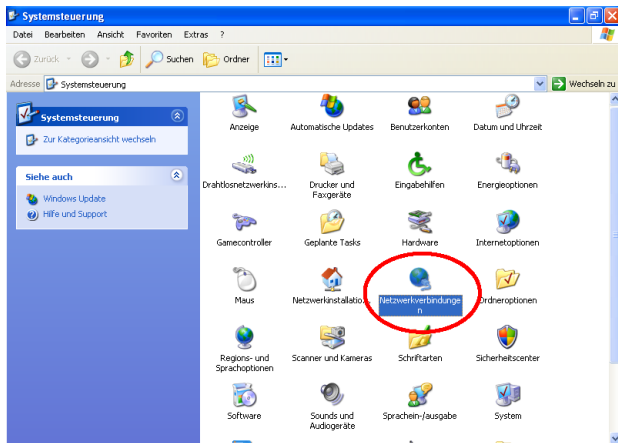 Systemsteuerung
Datei Bearbeiten Ansicht Favoriten Extras ?
Zurück Suchen Ordner
Adresse Systemsteuerung Wechseln zu
Systemsteuerung
Zur Kategorieansicht wechseln
Siehe auch
Windows Update
Hilfe und Support
Anzeige Automatische Updates Benutzerkonten Datum und Uhrzeit
Drahtlosnetzwerkins... Drucker und Faxgeräte Eingabehilfen Energieoptionen
Gamecontroller Geplante Tasks Hardware Internetoptionen
Maus Netzwerkinstallatio... Netzwerkverbindunge
n Ordneroptionen
Regions- und
Sprachoptionen Scanner und Kameras Schriftarten Sicherheitscenter
Software Sounds und
Audiogeräte Sprachein-/ausgabe System